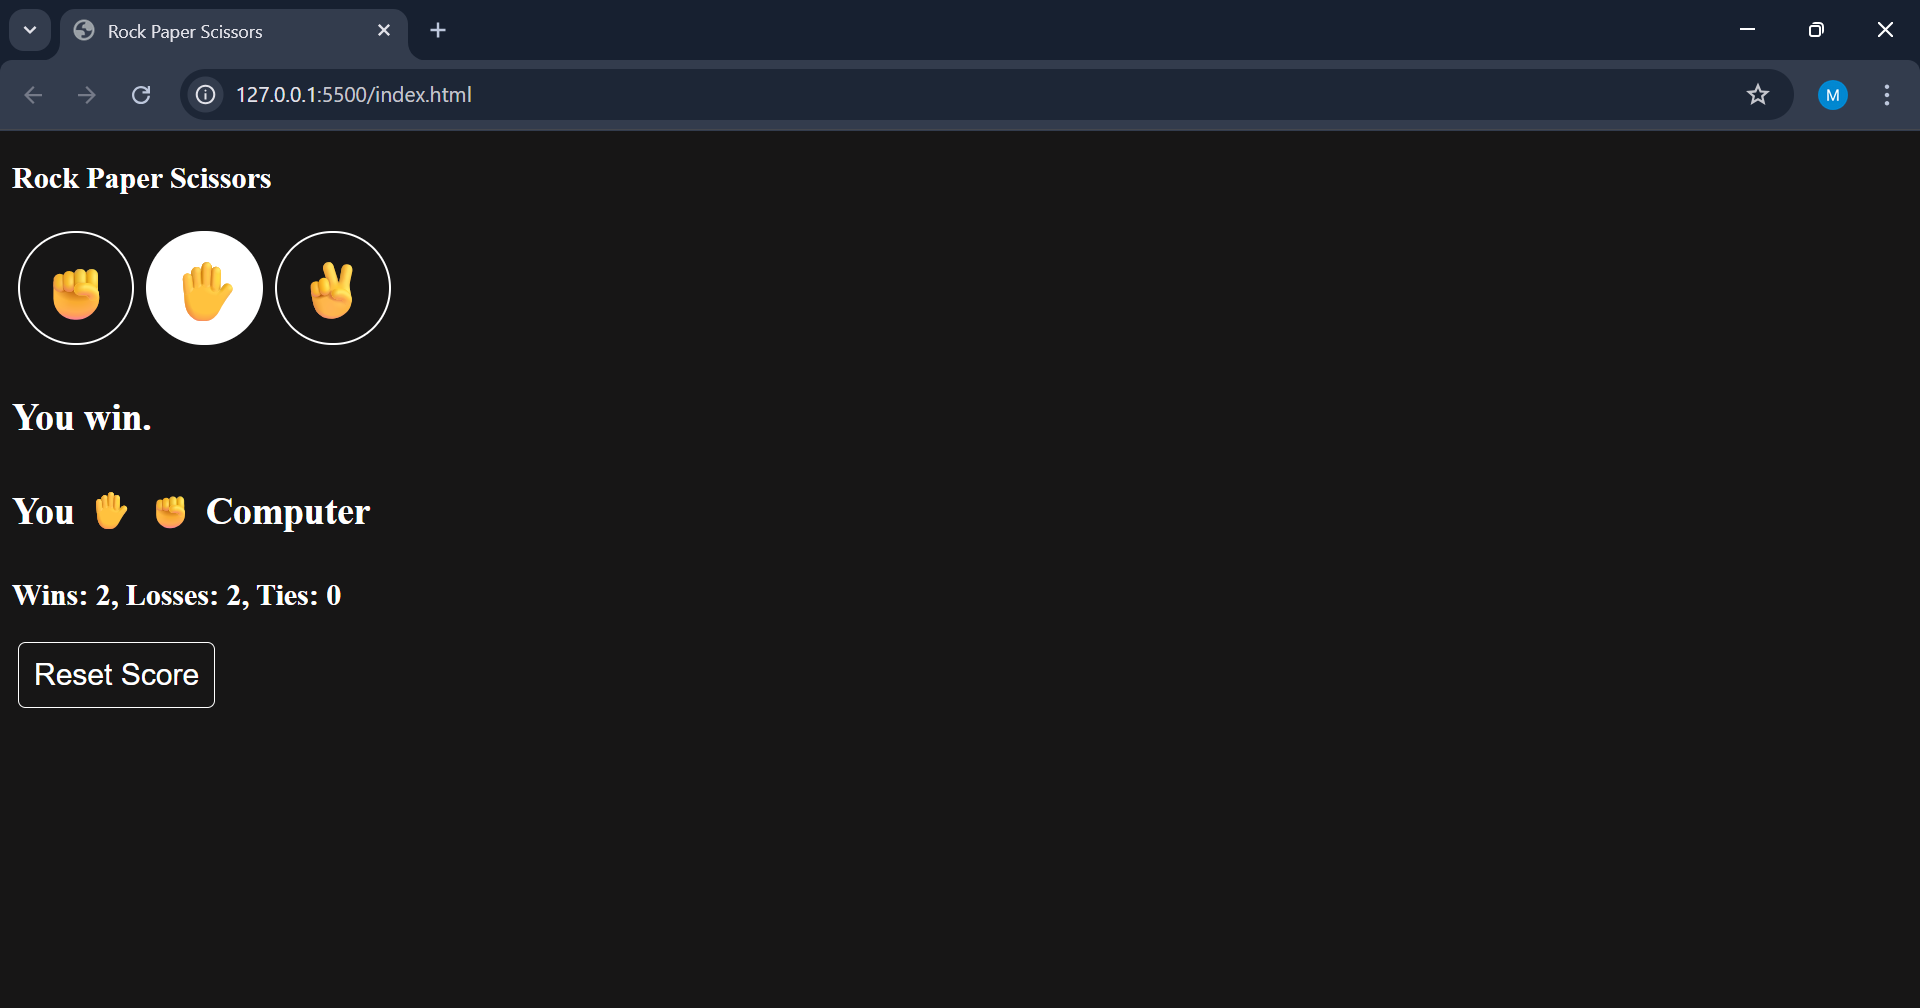 Rock Paper Scissors
127.0.0.1:5500/index.html
M
Rock Paper Scissors
You win.
You Computer
Wins: 2, Losses: 2, Ties: 0
Reset Score